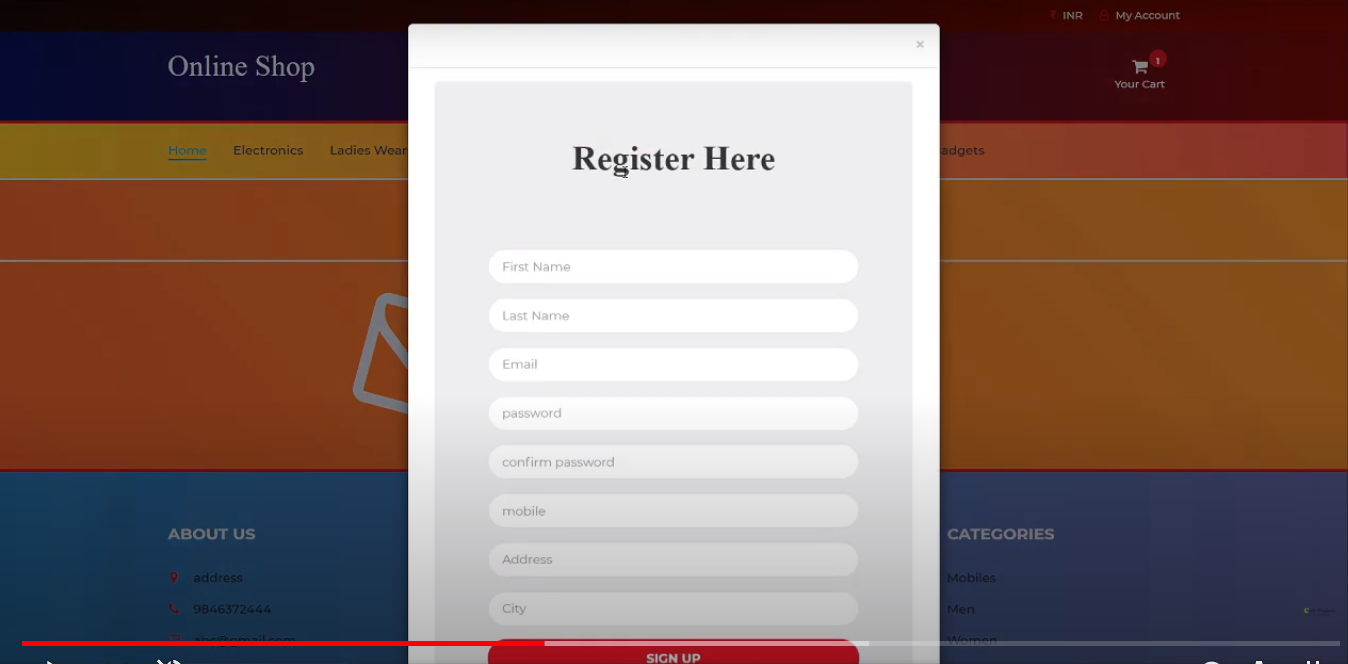 INR My Account
×
Online Shop
1
Your Cart
Home Electronics Ladies Wear
adgets
Register Here
First Name
Last Name
Email
password
confirm password
mobile
Address
City
SIGN UP
ABOUT US
address
9846372444
abc@gmail.com
CATEGORIES
Mobiles
Men
Women